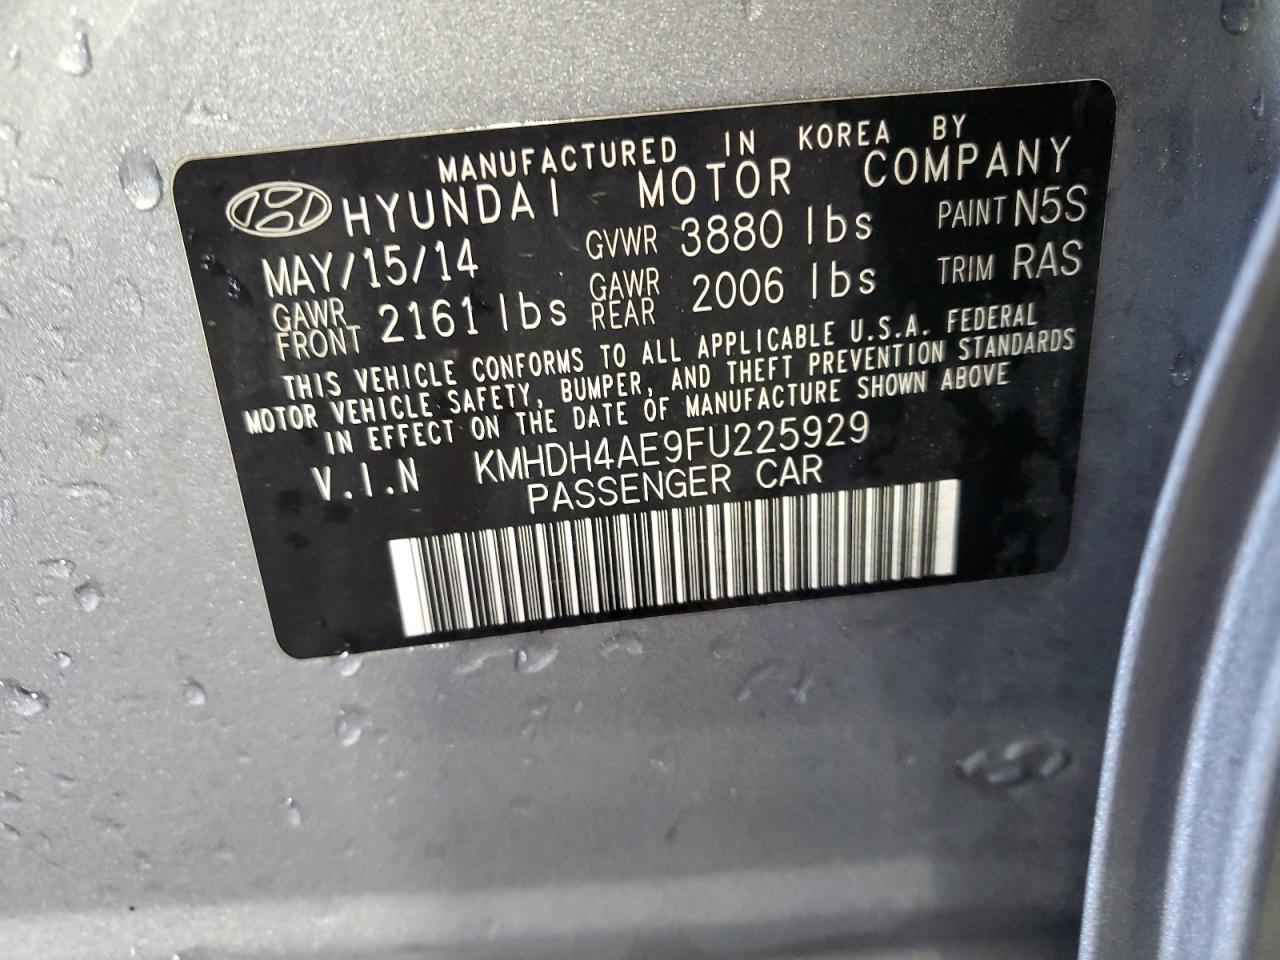 MANUFACTURED IN KOREA BY
HYUNDAI MOTOR COMPANY
MAY/15/14 GVWR 3880 lbs PAINT N5S
GAWR FRONT 2161 lbs GAWR REAR 2006 lbs TRIM RAS
THIS VEHICLE CONFORMS TO ALL APPLICABLE U.S.A. FEDERAL
MOTOR VEHICLE SAFETY, BUMPER, AND THEFT PREVENTION STANDARDS
IN EFFECT ON THE DATE OF MANUFACTURE SHOWN ABOVE
V.I.N KMHDH4AE9FU225929
PASSENGER CAR